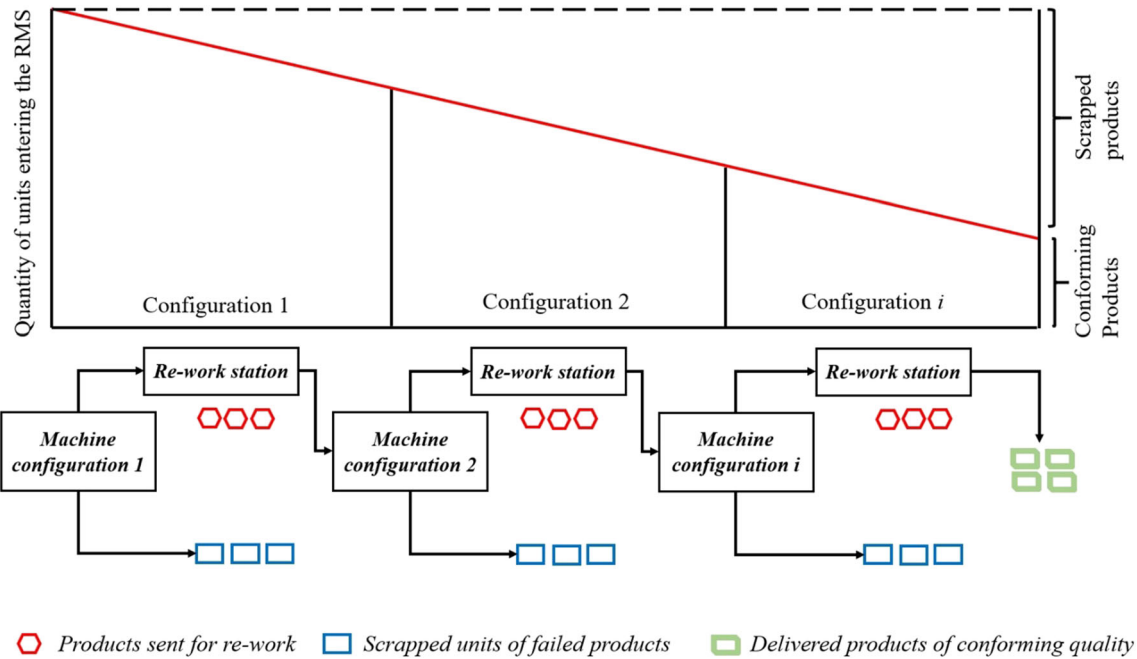 Quantity of units entering the RMS
Scrapped
products
Conforming
Products
Configuration 1
Configuration 2
Configuration i
Re-work station
Re-work station
Re-work station
Machine
configuration 1
Machine
configuration 2
Machine
configuration i
Products sent for re-work
Scrapped units of failed products
Delivered products of conforming quality